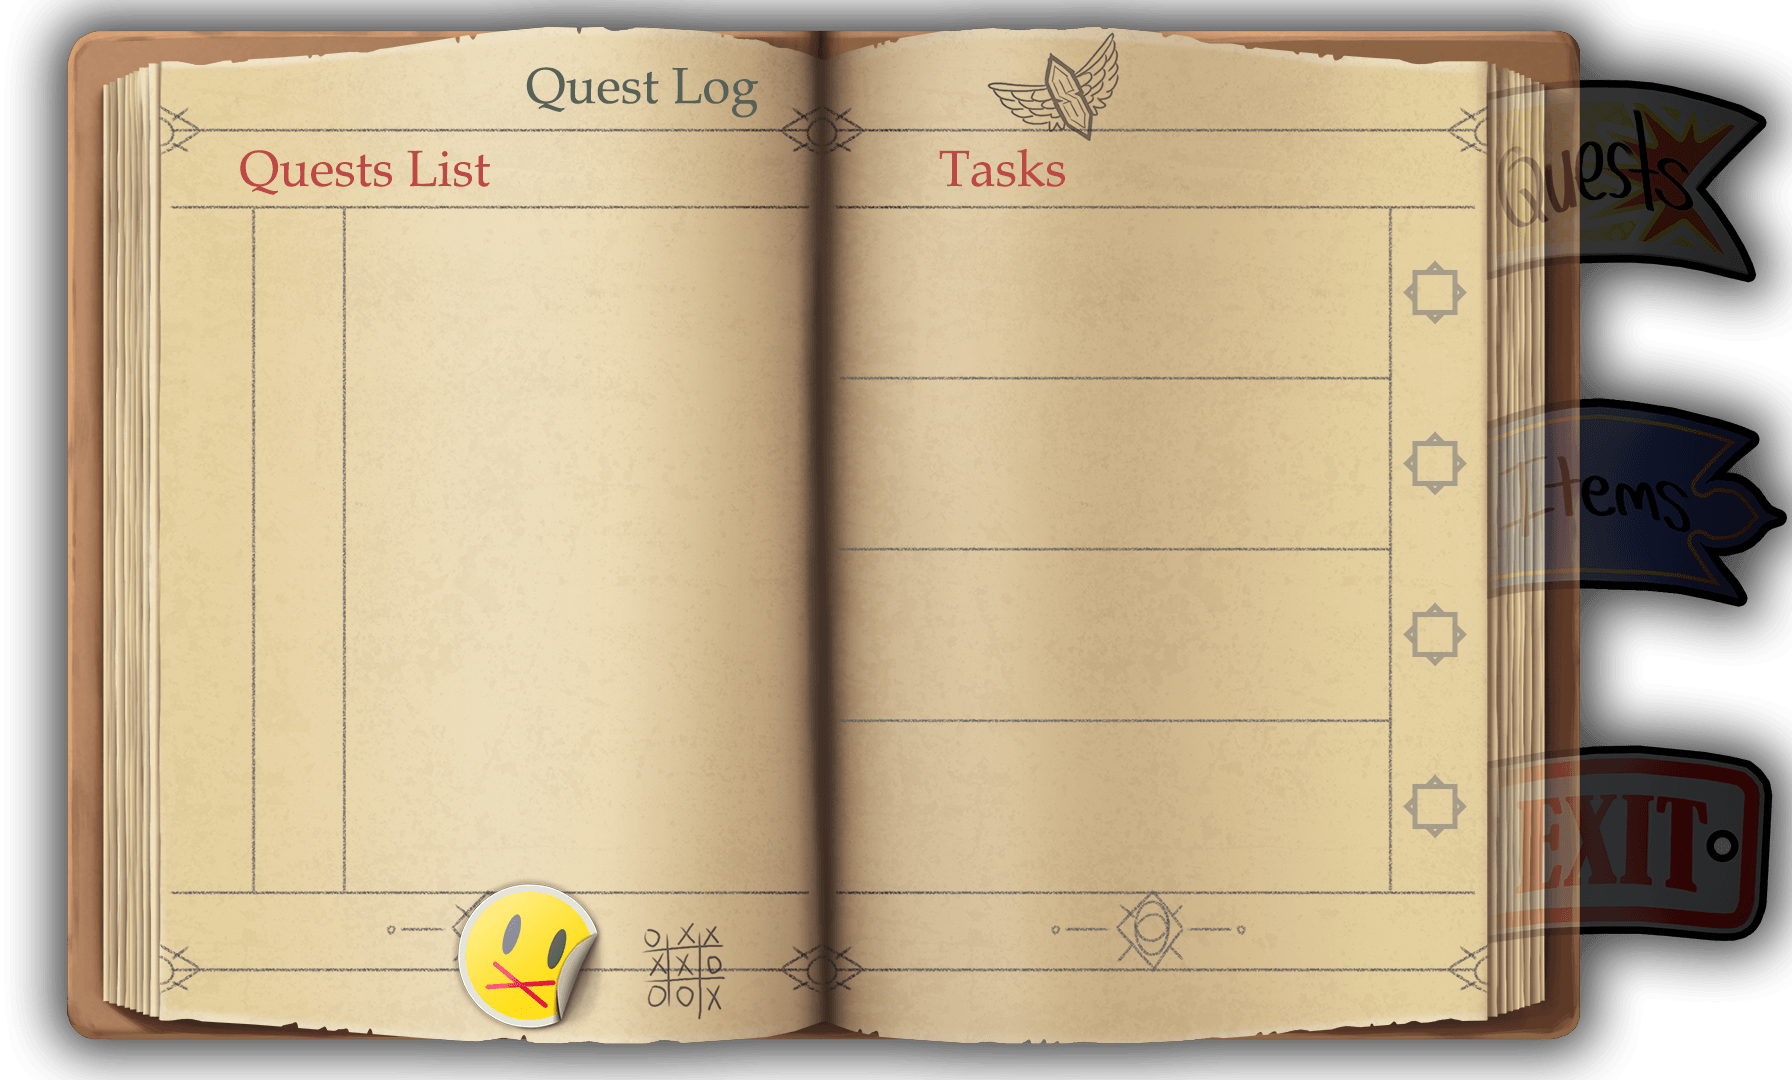 Quest Log
Quests List
Tasks
Quests
Items
EXIT
O X X
X X O
O O X